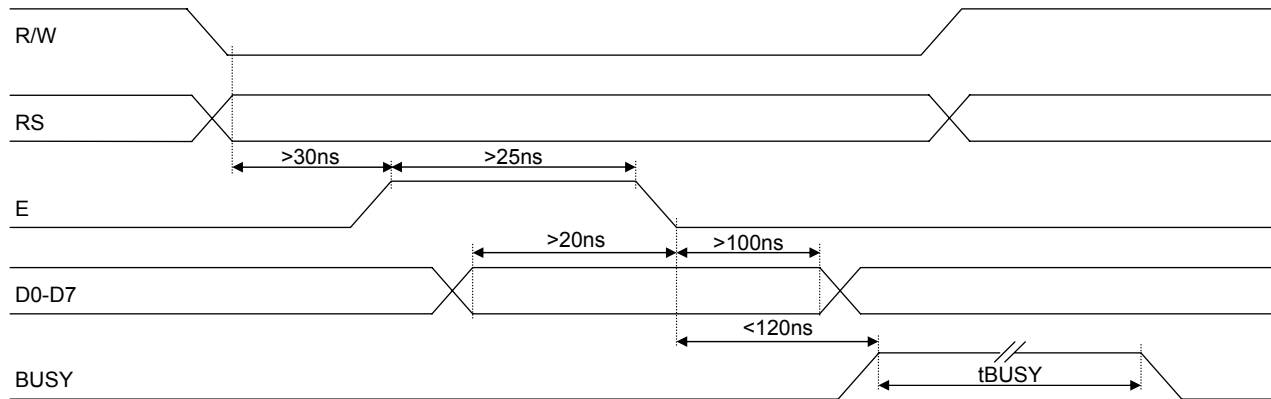 R/W
RS
>30ns >25ns
E
>20ns >100ns
D0-D7
<120ns
BUSY tBUSY